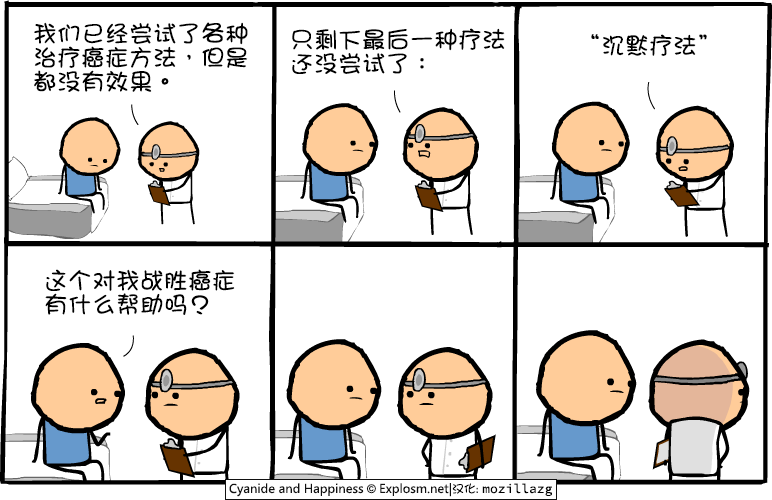 我们已经尝试了各种
治疗癌症方法，但是
都没有效果。
只剩下最后一种疗法
还没尝试了：
“沉默疗法”
这个对我战胜癌症
有什么帮助吗？
Cyanide and Happiness © Explosm.net|汉化: mozillazg